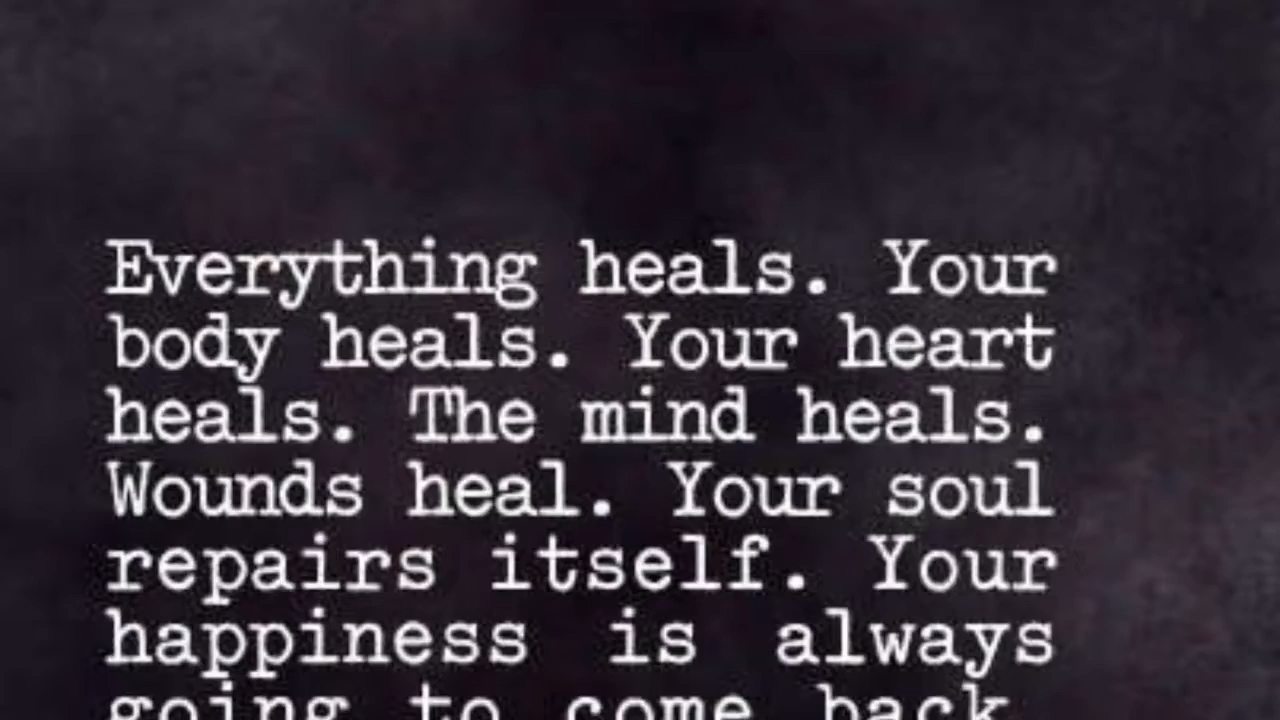 Everything heals. Your
body heals. Your heart
heals. The mind heals.
Wounds heal. Your soul
repairs itself. Your
happiness is always
going to come back.